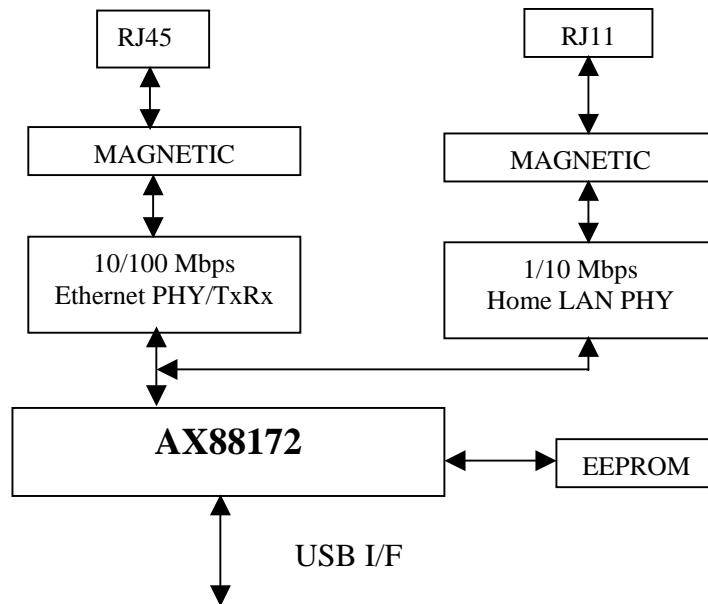 RJ45
RJ11
MAGNETIC
MAGNETIC
10/100 Mbps
Ethernet PHY/TxRx
1/10 Mbps
Home LAN PHY
AX88172
EEPROM
USB I/F